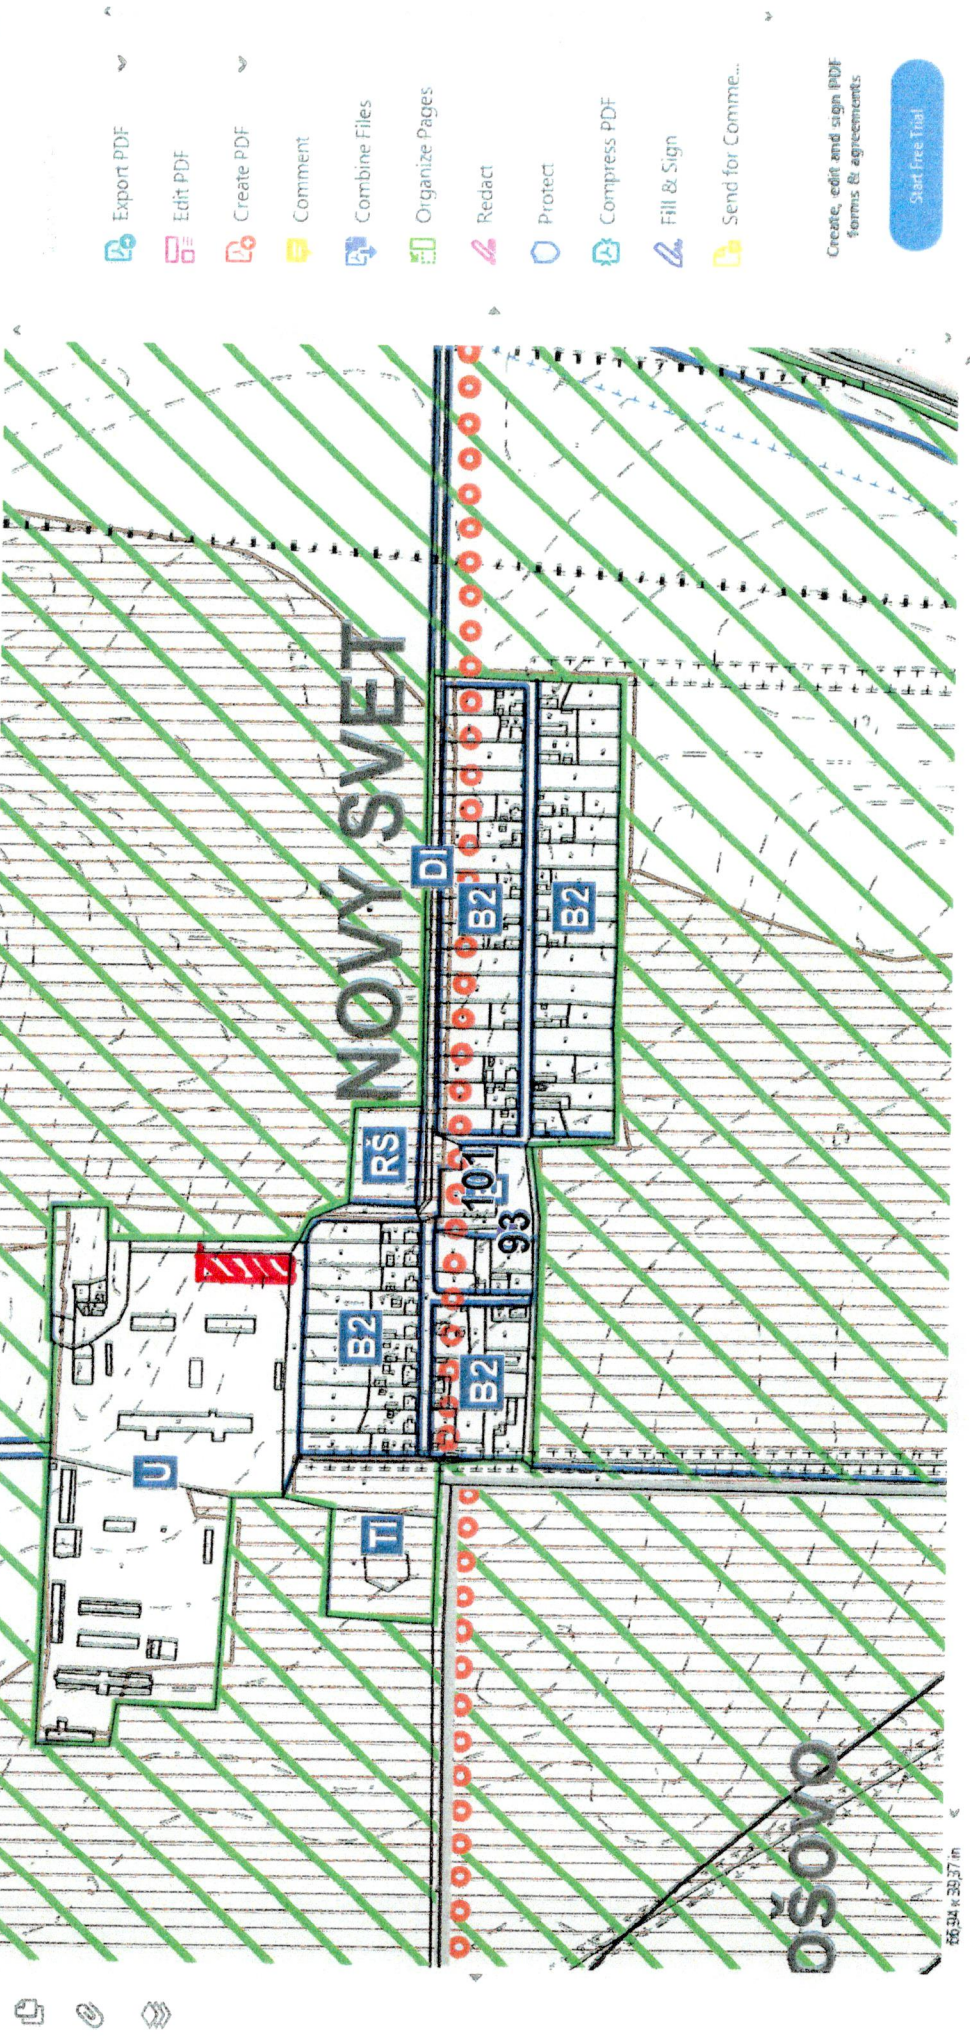 Export PDF
Edit PDF
Create PDF
Comment
Combine Files
Organize Pages
Redact
Protect
Compress PDF
Fill & Sign
Send for Comme...
Create, edit and sign PDF
forms & agreements
Start Free Trial
NOVÝ SVET
U
RŠ
DI
B2
B2
B2
B2
101
93
TI
OŠOVO